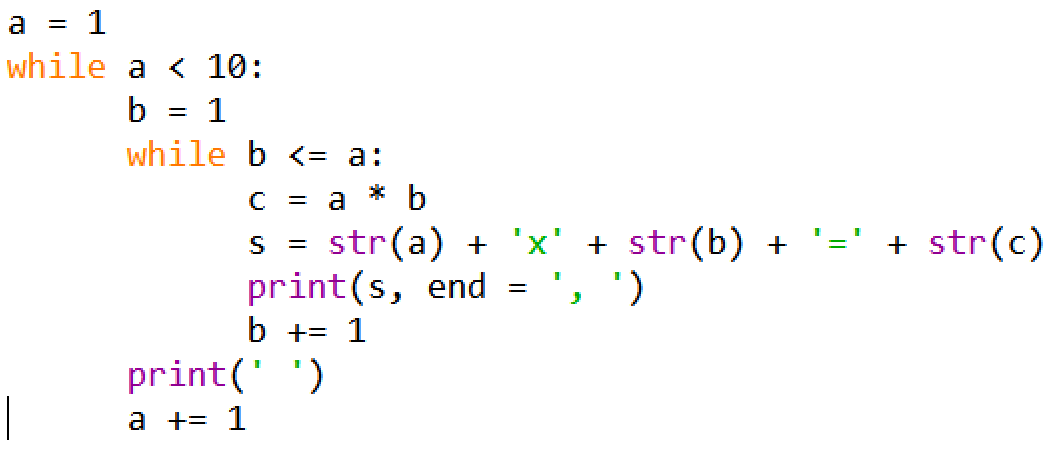 a = 1
while a < 10:
      b = 1
      while b <= a:
            c = a * b
            s = str(a) + 'x' + str(b) + '=' + str(c)
            print(s, end = ', ')
            b += 1
      print(' ')
      a += 1